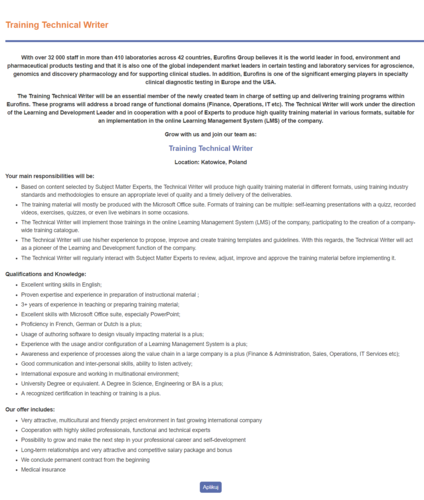 Training Technical Writer
With over 32 000 staff in more than 410 laboratories across 42 countries, Eurofins Group believes it is the world leader in food, environment and
pharmaceutical products testing and that it is also one of the global independent market leaders in certain testing and laboratory services for agroscience,
genomics and discovery pharmacology and for supporting clinical studies. In addition, Eurofins is one of the significant emerging players in specialty
clinical diagnostic testing in Europe and the USA.
The Training Technical Writer will be an essential member of the newly created team in charge of setting up and delivering training programs within
Eurofins. These programs will address a broad range of functional domains (Finance, Operations, IT etc). The Technical Writer will work under the direction
of the Learning and Development Leader and in cooperation with a pool of Experts to produce high quality training material in various formats, suitable for
an implementation in the online Learning Management System (LMS) of the company.
Grow with us and join our team as:
Training Technical Writer
Location: Katowice, Poland
Your main responsibilities will be:
• Based on content selected by Subject Matter Experts, the Technical Writer will produce high quality training material in different formats, using training industry
standards and methodologies to ensure an appropriate level of quality and a timely delivery of the deliverables.
• The training material will mostly be produced with the Microsoft Office suite. Formats of training can be multiple: self-learning presentations with a quizz, recorded
videos, exercises, quizzes, or even live webinars in some occasions.
• The Technical Writer will implement those trainings in the online Learning Management System (LMS) of the company, participating to the creation of a company-
wide training catalogue.
• The Technical Writer will use his/her experience to propose, improve and create training templates and guidelines. With this regards, the Technical Writer will act
as a pioneer of the Learning and Development function of the company.
• The Technical Writer will regularly interact with Subject Matter Experts to review, adjust, improve and approve the training material before implementing it.
Qualifications and Knowledge:
• Excellent writing skills in English;
• Proven expertise and experience in preparation of instructional material ;
• 3+ years of experience in teaching or preparing training material;
• Excellent skills with Microsoft Office suite, especially PowerPoint;
• Proficiency in French, German or Dutch is a plus;
• Usage of authoring software to design visually impacting material is a plus;
• Experience with the usage and/or configuration of a Learning Management System is a plus;
• Awareness and experience of processes along the value chain in a large company is a plus (Finance & Administration, Sales, Operations, IT Services etc);
• Good communication and inter-personal skills, ability to listen actively;
• International exposure and working in multinational environment;
• University Degree or equivalent. A Degree in Science, Engineering or BA is a plus;
• A recognized certification in teaching or training is a plus.
Our offer includes:
• Very attractive, multicultural and friendly project environment in fast growing international company
• Cooperation with highly skilled professionals, functional and technical experts
• Possibility to grow and make the next step in your professional career and self-development
• Long-term relationships and very attractive and competitive salary package and bonus
• We conclude permanent contract from the beginning
• Medical Insurance
Aplikuj